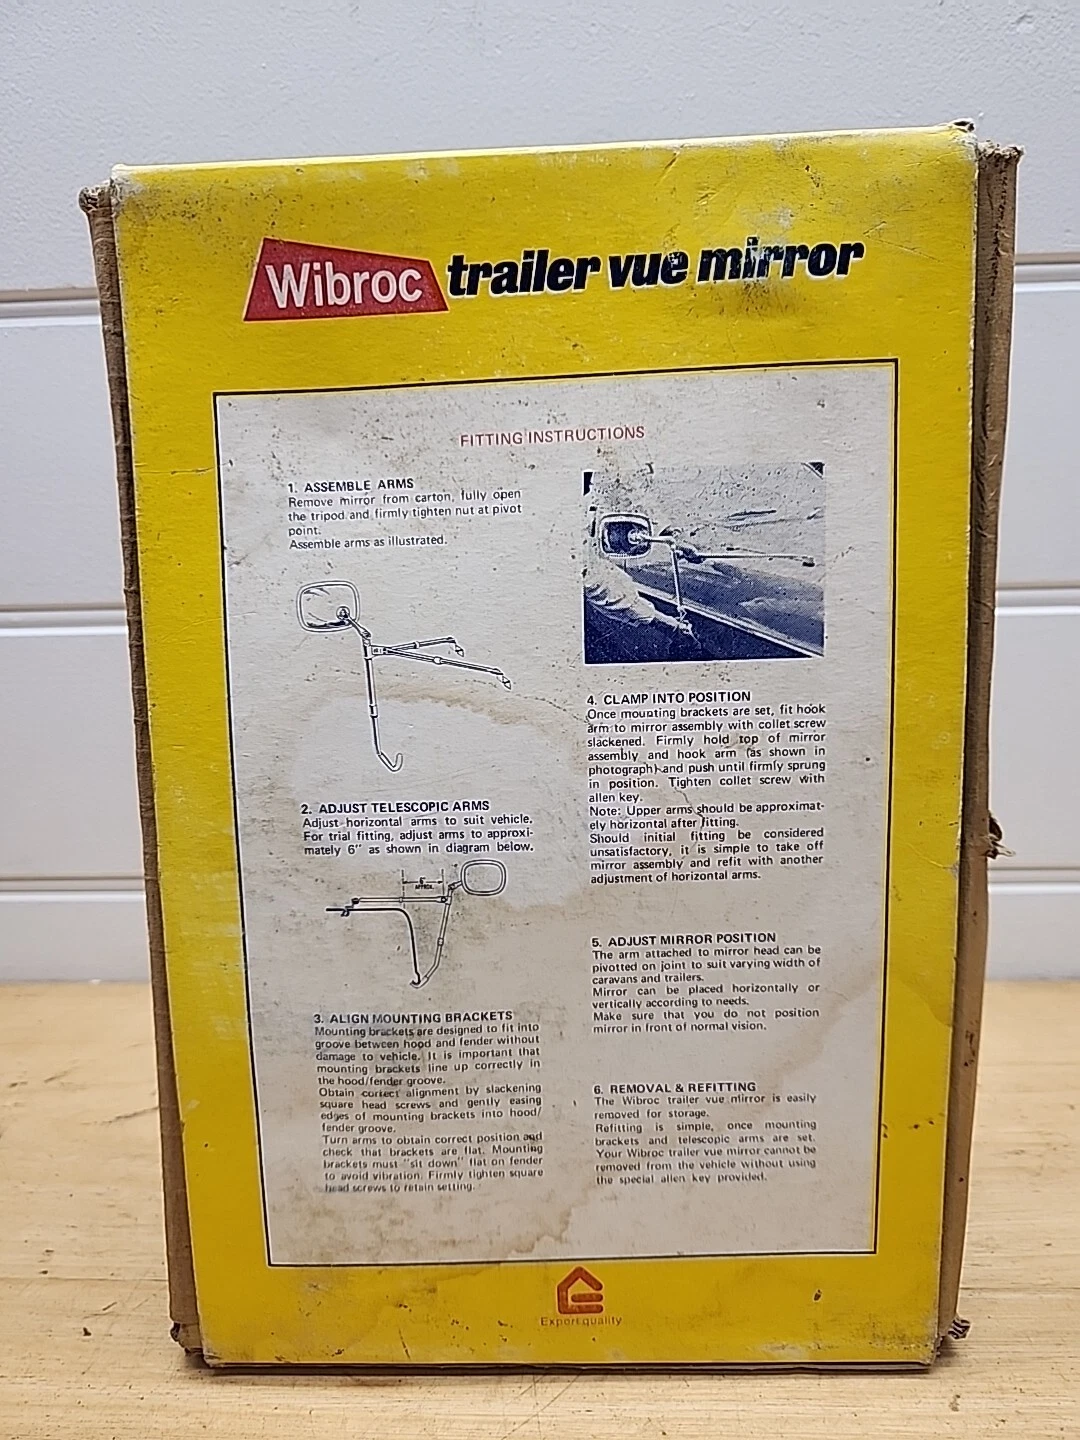 Wibroc trailer vue mirror
FITTING INSTRUCTIONS
1. ASSEMBLE ARMS
Remove mirror from carton, fully open
the tripod and firmly tighten nut at pivot
point.
Assemble arms as illustrated.
2. ADJUST TELESCOPIC ARMS
Adjust horizontal arms to suit vehicle.
For trial fitting, adjust arms to approxi-
mately 6" as shown in diagram below.
6"
APPROX.
3. ALIGN MOUNTING BRACKETS
Mounting brackets are designed to fit into
groove between hood and fender without
damage to vehicle. It is important that
mounting brackets line up correctly in
the hood/fender groove.
Obtain correct alignment by slackening
square head screws and gently easing
edges of mounting brackets into hood/
fender groove.
Turn arms to obtain correct position and
check that brackets are flat. Mounting
brackets must "sit down" flat on fender
to avoid vibration. Firmly tighten square
head screws to retain setting.
4. CLAMP INTO POSITION
Once mounting brackets are set, fit hook
arm to mirror assembly with collet screw
slackened. Firmly hold top of mirror
assembly and hook arm (as shown in
photograph) and push until firmly sprung
in position. Tighten collet screw with
allen key.
Note: Upper arms should be approximat-
ely horizontal after fitting.
Should initial fitting be considered
unsatisfactory, it is simple to take off
mirror assembly and refit with another
adjustment of horizontal arms.
5. ADJUST MIRROR POSITION
The arm attached to mirror head can be
pivotted on joint to suit varying width of
caravans and trailers.
Mirror can be placed horizontally or
vertically according to needs.
Make sure that you do not position
mirror in front of normal vision.
6. REMOVAL & REFITTING
The Wibroc trailer vue mirror is easily
removed for storage.
Refitting is simple, once mounting
brackets and telescopic arms are set.
Your Wibroc trailer vue mirror cannot be
removed from the vehicle without using
the special allen key provided.
Export quality